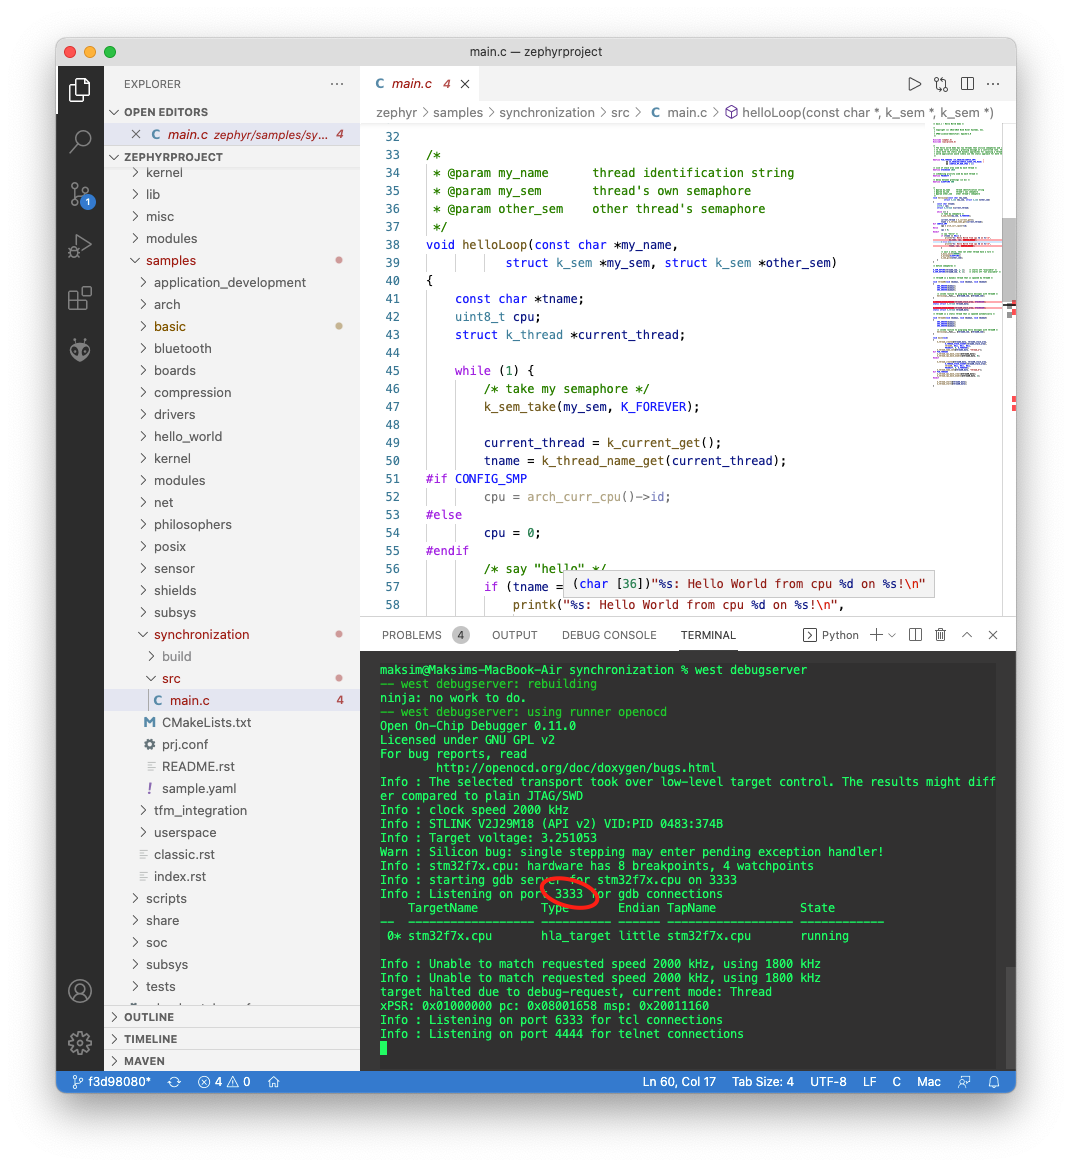 main.c — zephyrproject
EXPLORER
OPEN EDITORS
main.c zephyr/samples/sy... 4
ZEPHYRPROJECT
kernel
lib
misc
modules
samples
application_development
arch
basic
bluetooth
boards
compression
drivers
hello_world
kernel
modules
net
philosophers
posix
sensor
shields
subsys
synchronization
build
src
C main.c 4
CMakeLists.txt
prj.conf
README.rst
! sample.yaml
tfm_integration
userspace
classic.rst
index.rst
scripts
share
soc
subsys
tests
OUTLINE
TIMELINE
MAVEN
1
C main.c 4
zephyr > samples > synchronization > src > C main.c > helloLoop(const char *, k_sem *, k_sem *)
32
33 /*
34 * @param my_name thread identification string
35 * @param my_sem thread's own semaphore
36 * @param other_sem other thread's semaphore
37 */
38 void helloLoop(const char *my_name,
39 struct k_sem *my_sem, struct k_sem *other_sem)
40 {
41 const char *tname;
42 uint8_t cpu;
43 struct k_thread *current_thread;
44
45 while (1) {
46 /* take my semaphore */
47 k_sem_take(my_sem, K_FOREVER);
48
49 current_thread = k_current_get();
50 tname = k_thread_name_get(current_thread);
51 #if CONFIG_SMP
52 cpu = arch_curr_cpu()->id;
53 #else
54 cpu = 0;
55 #endif
56 /* say "hello" */
57 if (tname =
(char [36])"%s: Hello World from cpu %d on %s!\n"
58 printk("%s: Hello World from cpu %d on %s!\n",
PROBLEMS 4 OUTPUT DEBUG CONSOLE TERMINAL Python
maksim@Maksims-MacBook-Air synchronization % west debugserver
-- west debugserver: rebuilding
ninja: no work to do.
-- west debugserver: using runner openocd
Open On-Chip Debugger 0.11.0
Licensed under GNU GPL v2
For bug reports, read
http://openocd.org/doc/doxygen/bugs.html
Info : The selected transport took over low-level target control. The results might diff
er compared to plain JTAG/SWD
Info : clock speed 2000 kHz
Info : STLINK V2J29M18 (API v2) VID:PID 0483:374B
Info : Target voltage: 3.251053
Warn : Silicon bug: single stepping may enter pending exception handler!
Info : stm32f7x.cpu: hardware has 8 breakpoints, 4 watchpoints
Info : starting gdb server for stm32f7x.cpu on 3333
Info : Listening on port 3333 for gdb connections
TargetName Type Endian TapName State
-- ------------------ ---------- ------ ------------------ ------------
0* stm32f7x.cpu hla_target little stm32f7x.cpu running
Info : Unable to match requested speed 2000 kHz, using 1800 kHz
Info : Unable to match requested speed 2000 kHz, using 1800 kHz
target halted due to debug-request, current mode: Thread
xPSR: 0x01000000 pc: 0x08001658 msp: 0x20011160
Info : Listening on port 6333 for tcl connections
Info : Listening on port 4444 for telnet connections
f3d98080* 4 0 Ln 60, Col 17 Tab Size: 4 UTF-8 LF C Mac